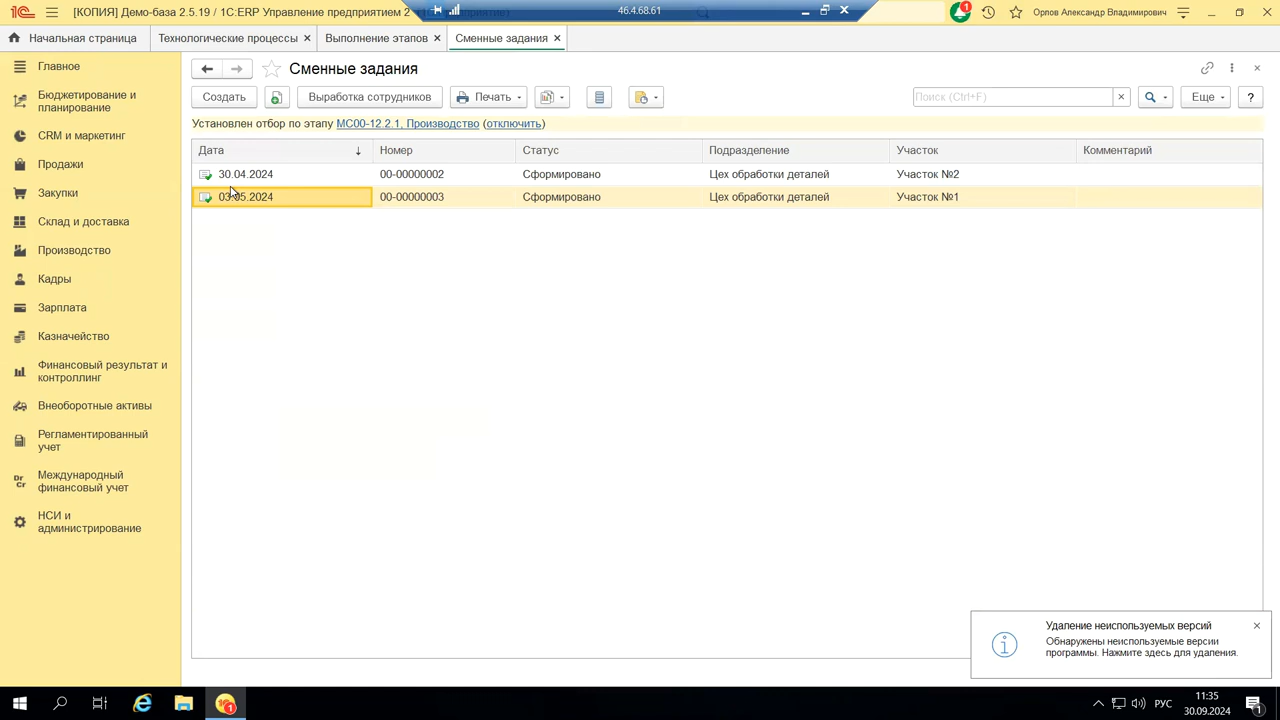 [КОПИЯ] Демо-база 2.5.19 / 1С:ERP Управление предприятием 2
46.4.68.61
Орлов Александр Владимирович
Начальная страница
Технологические процессы
Выполнение этапов
Сменные задания
Главное
Бюджетирование и
планирование
CRM и маркетинг
Продажи
Закупки
Склад и доставка
Производство
Кадры
Зарплата
Казначейство
Финансовый результат и
контроллинг
Внеоборотные активы
Регламентированный
учет
Международный
финансовый учет
НСИ и
администрирование
Сменные задания
Создать
Выработка сотрудников
Печать
Поиск (Ctrl+F)
Еще
?
Установлен отбор по этапу МС00-12.2.1, Производство (отключить)
Дата ↓ Номер Статус Подразделение Участок Комментарий
30.04.2024 00-00000002 Сформировано Цех обработки деталей Участок №2
03.05.2024 00-00000003 Сформировано Цех обработки деталей Участок №1
Удаление неиспользуемых версий
Обнаружены неиспользуемые версии
программы. Нажмите здесь для удаления.
РУС
11:35
30.09.2024